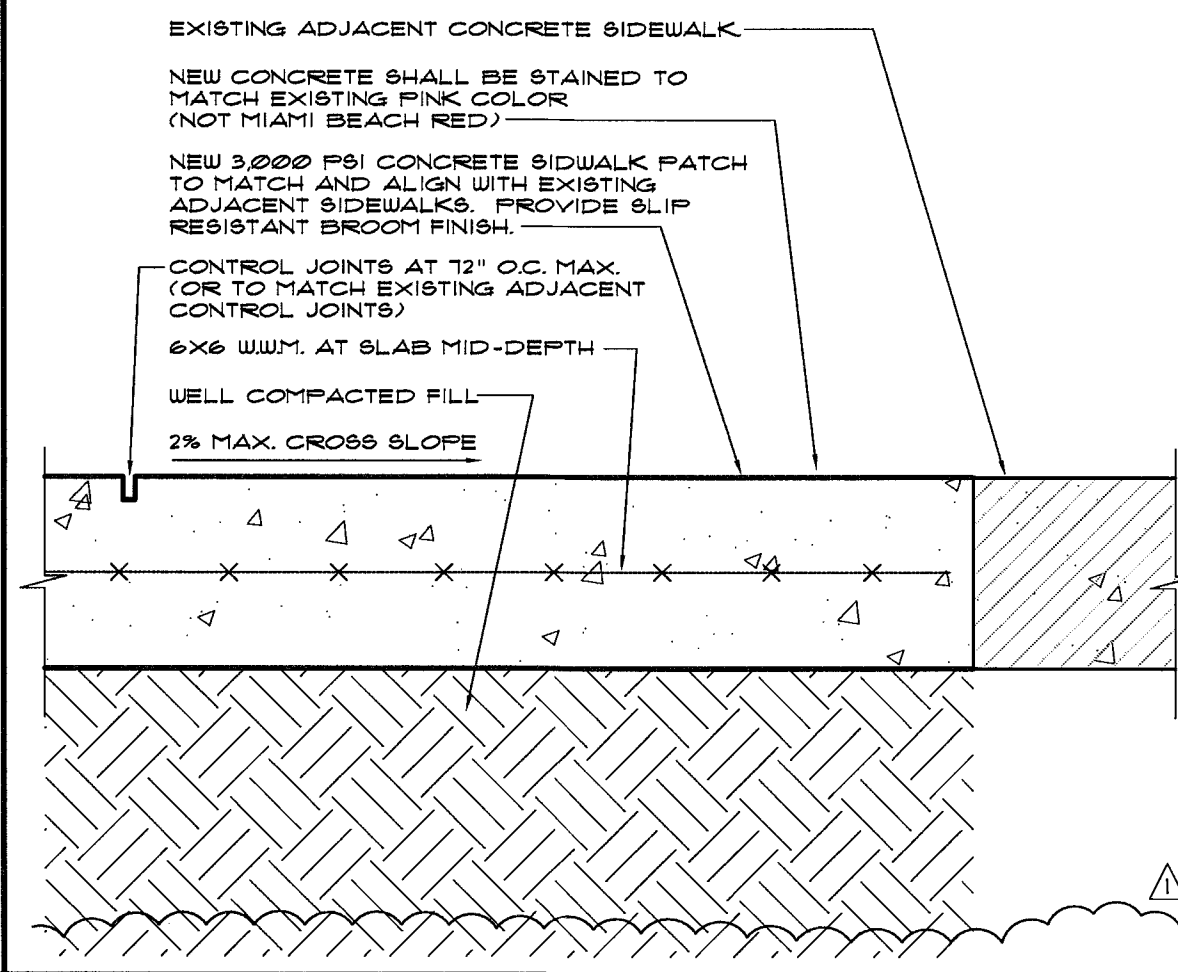 EXISTING ADJACENT CONCRETE SIDEWALK
NEW CONCRETE SHALL BE STAINED TO
MATCH EXISTING PINK COLOR
(NOT MIAMI BEACH RED)
NEW 3,000 PSI CONCRETE SIDWALK PATCH
TO MATCH AND ALIGN WITH EXISTING
ADJACENT SIDEWALKS. PROVIDE SLIP
RESISTANT BROOM FINISH.
CONTROL JOINTS AT 72" O.C. MAX.
(OR TO MATCH EXISTING ADJACENT
CONTROL JOINTS)
6X6 W.W.M. AT SLAB MID-DEPTH
WELL COMPACTED FILL
2% MAX. CROSS SLOPE
1